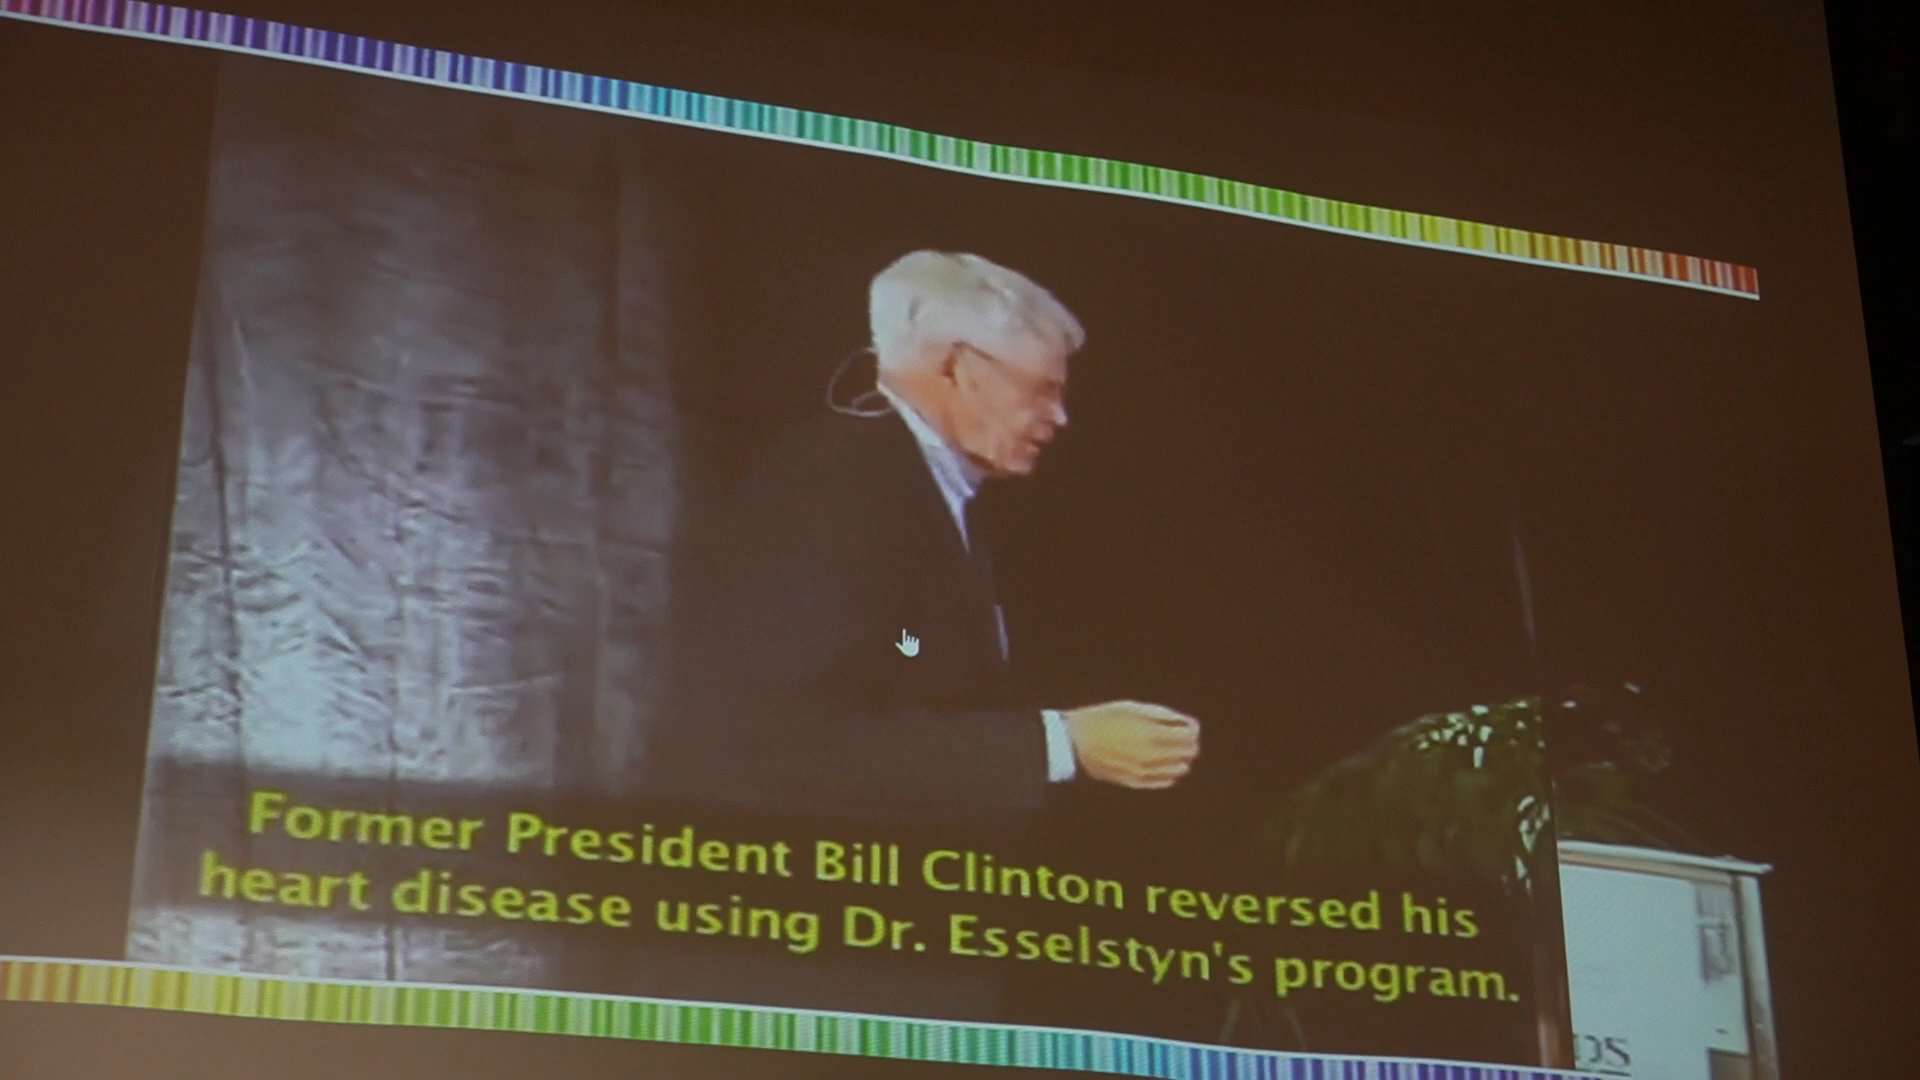 Former President Bill Clinton reversed his
heart disease using Dr. Esselstyn's program.